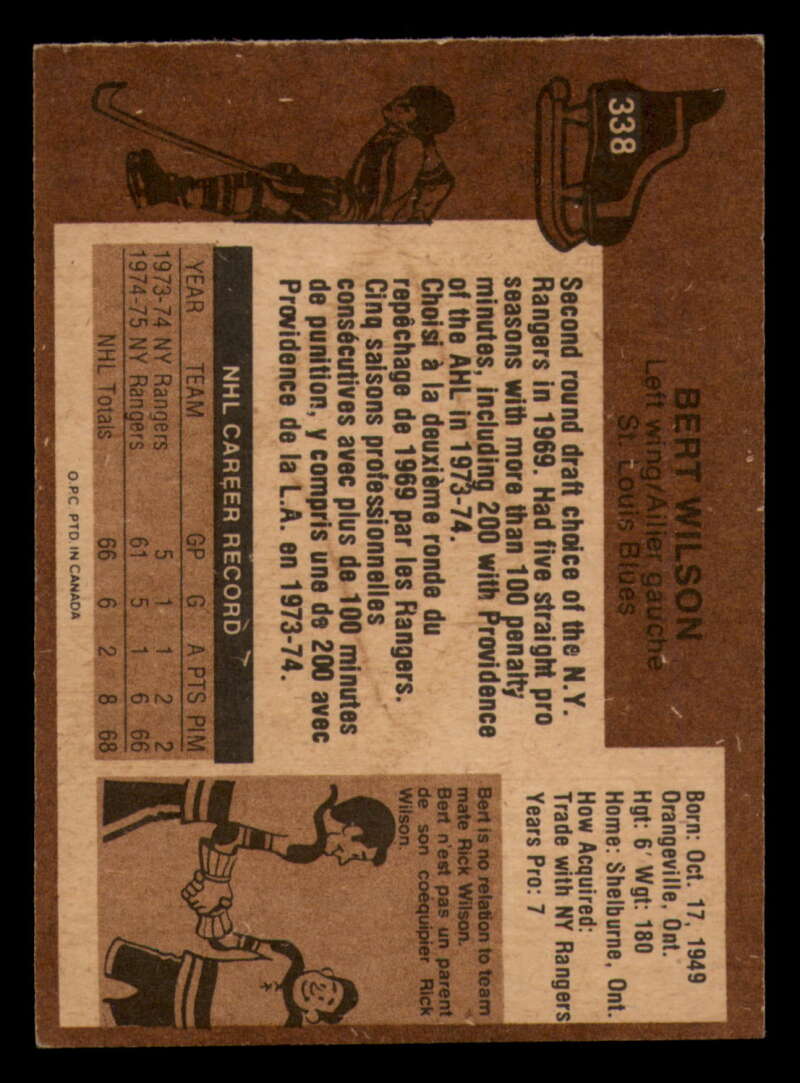 338
BERT WILSON
Left wing/Ailier gauche
St. Louis Blues
Born: Oct. 17, 1949
Orangeville, Ont.
Hgt: 6' Wgt: 180
Home: Shelburne, Ont.
How Acquired:
Trade with NY Rangers
Years Pro: 7
Second round draft choice of the N.Y.
Rangers in 1969. Had five straight pro
seasons with more than 100 penalty
minutes, including 200 with Providence
of the AHL in 1973-74.
Choisi à la deuxième ronde du
repêchage de 1969 par les Rangers.
Cinq saisons professionnelles
consécutives avec plus de 100 minutes
de punition, y compris une de 200 avec
Providence de la L.A. en 1973-74.
NHL CAREER RECORD
YEAR TEAM GP G A PTS PIM
1973-74 NY Rangers 5 1 1 2 2
1974-75 NY Rangers 61 5 1 6 66
NHL Totals 66 6 2 8 68
Bert is no relation to team
mate Rick Wilson.
Bert n'est pas un parent
de son coéquipier Rick
Wilson.
O.P.C. PTD. IN CANADA